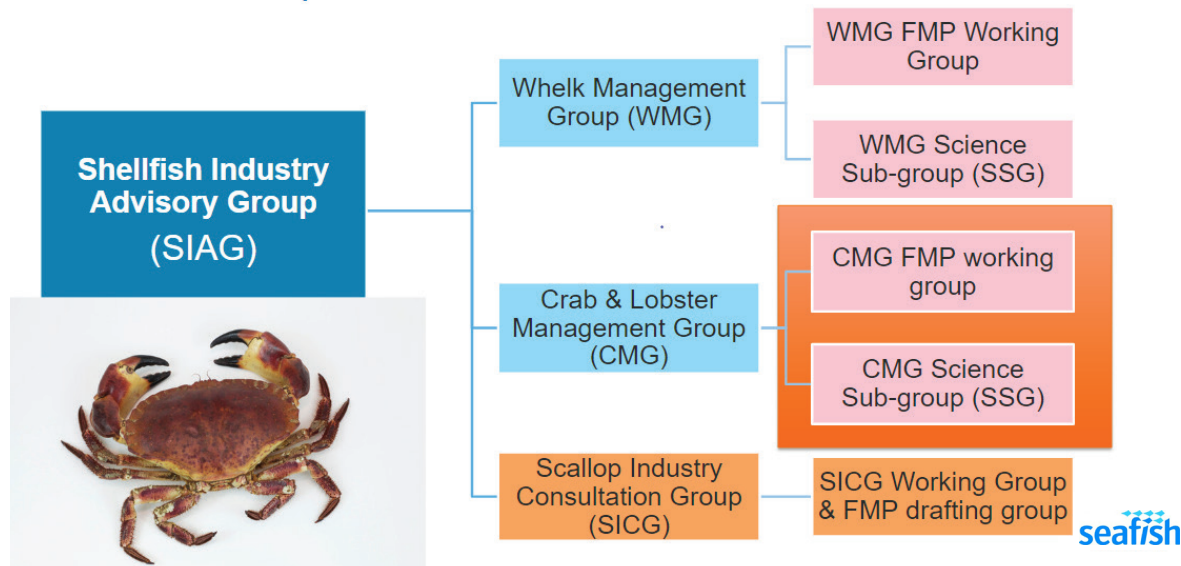 Shellfish Industry
Advisory Group
(SIAG)
Whelk Management
Group (WMG)
WMG FMP Working
Group
WMG Science
Sub-group (SSG)
Crab & Lobster
Management Group
(CMG)
CMG FMP working
group
CMG Science
Sub-group (SSG)
Scallop Industry
Consultation Group
(SICG)
SICG Working Group
& FMP drafting group
seafish